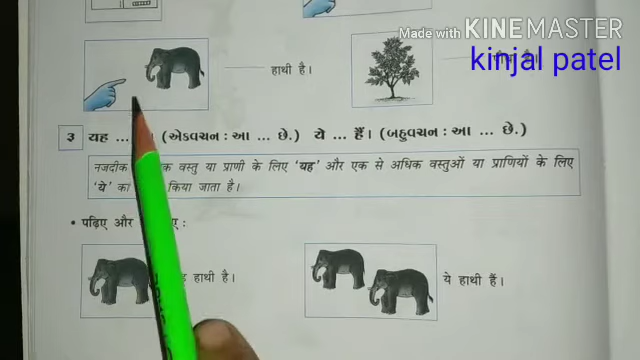 Made with KINEMASTER
kinjal patel
हाथी है।
है।
३ यह ... (એકવચન : આ ... છે.) ये ... हैं। (બહુવચન : આ ... છે.)
नजदीक वस्तु या प्राणी के लिए 'यह' और एक से अधिक वस्तुओं या प्राणियों के लिए
'ये' का किया जाता है।
• पढ़िए और :
हाथी है।
ये हाथी हैं।